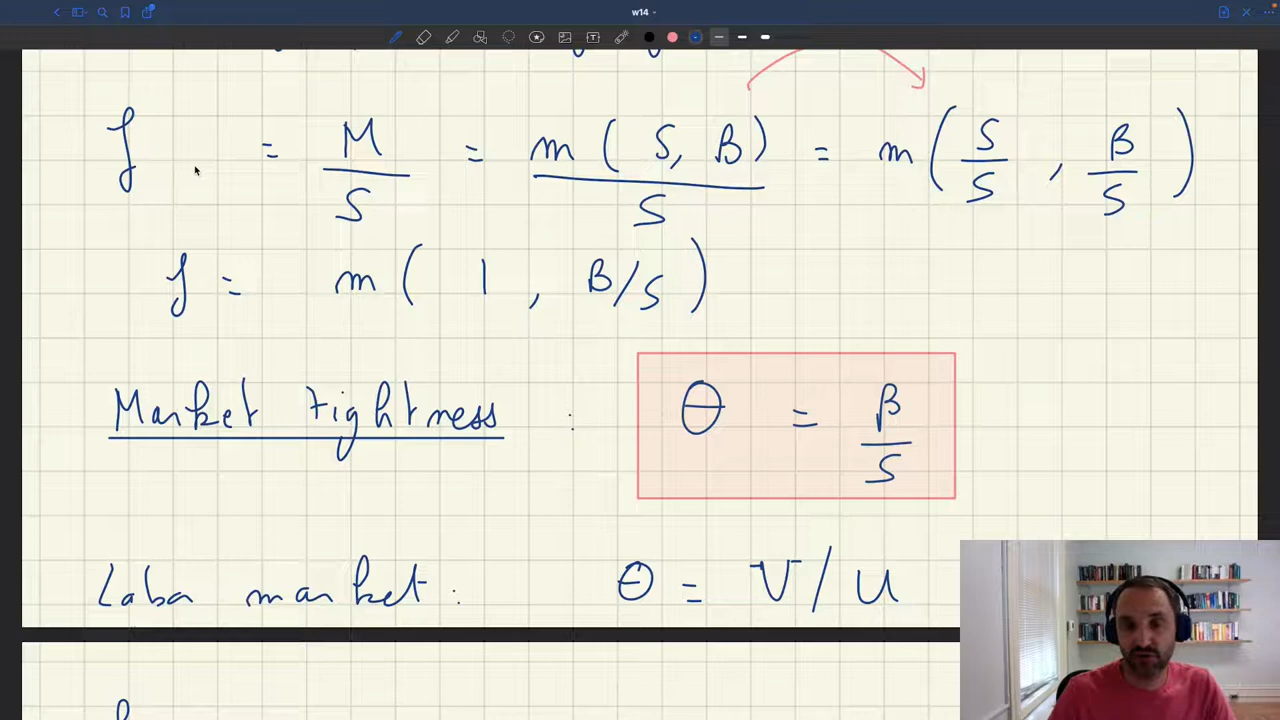 w14
f = M/S = m(S, B)/S = m(S/S, B/S)
f = m(1, B/S)
Market tightness : θ = B/S
Labor market: θ = V/U